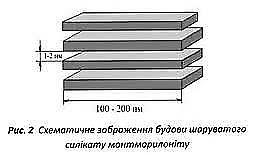 1-2 нм
100 - 200 нм
Рис. 2 Схематичне зображення будови шаруватого
силікату монтморилоніту